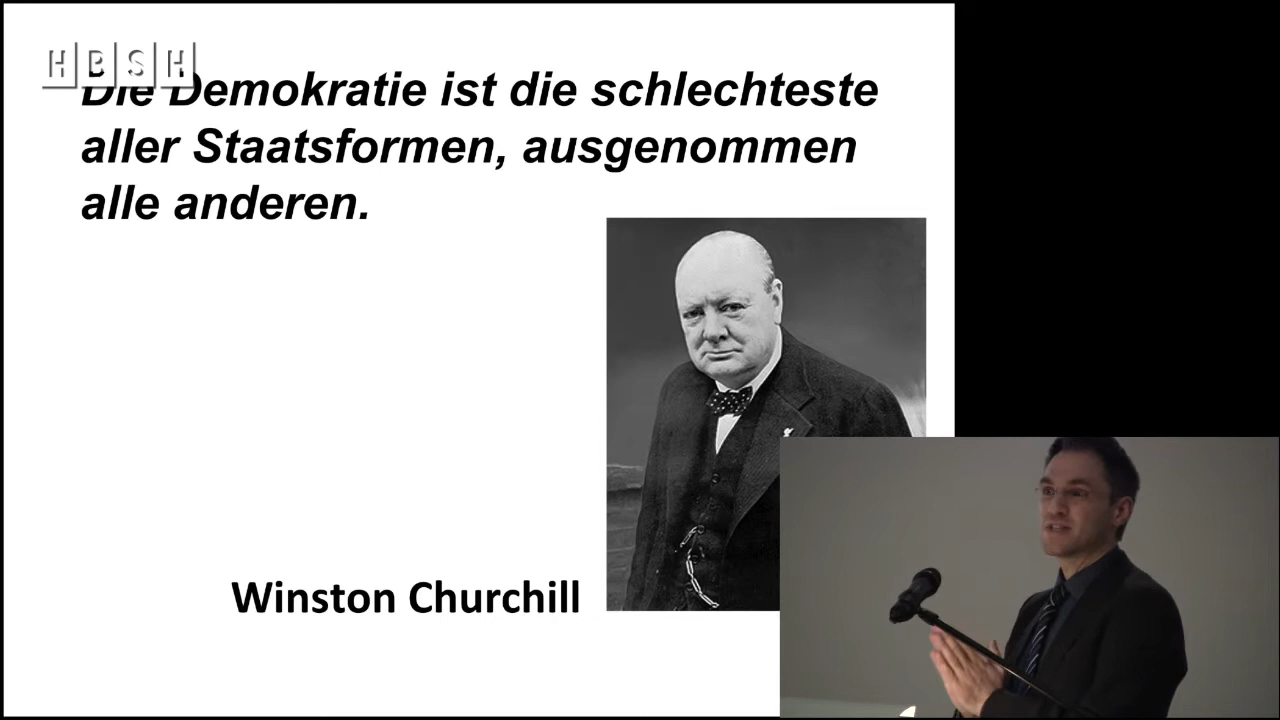 HBSH
Die Demokratie ist die schlechteste
aller Staatsformen, ausgenommen
alle anderen.
Winston Churchill